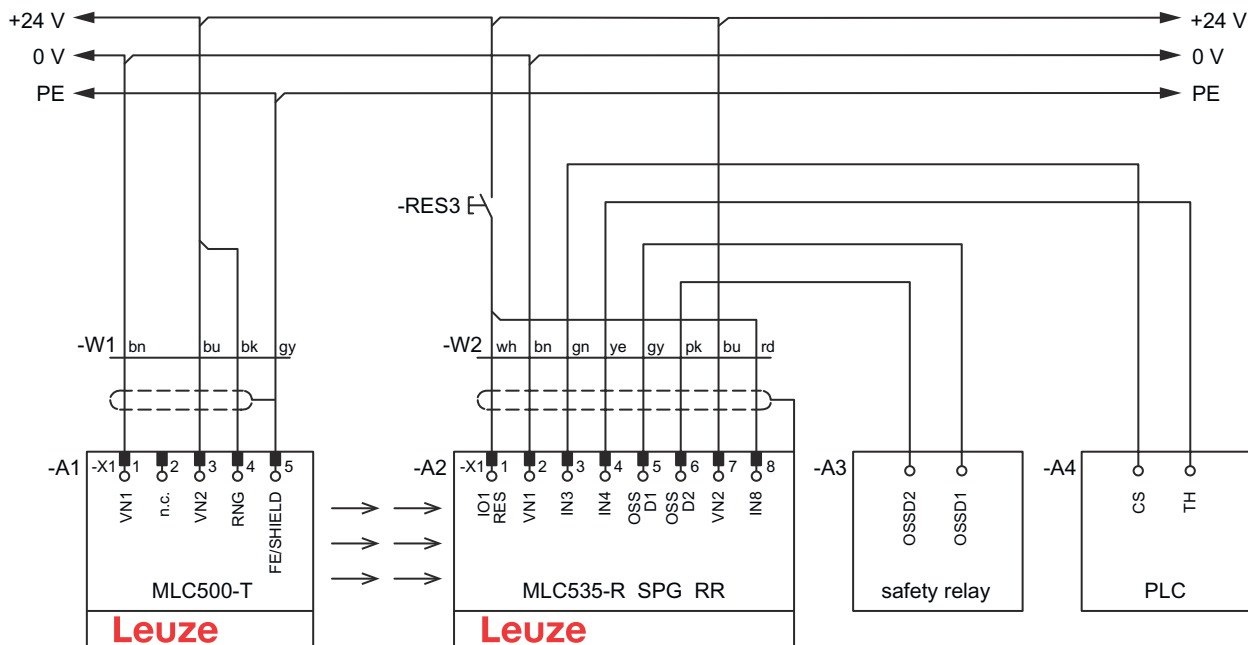 +24 V +24 V
0 V 0 V
PE PE
-RES3
-W1 bn bu bk gy -W2 wh bn gn ye gy pk bu rd
-A1 -X1 1 2 3 4 5 -A2 -X1 1 2 3 4 5 6 7 8 -A3 -A4
VN1 n.c. VN2 RNG FE/SHIELD
IO1 RES VN1 IN3 IN4 OSS D1 OSS D2 VN2 IN8
OSSD2 OSSD1
CS TH
MLC500-T MLC535-R SPG RR safety relay PLC
Leuze Leuze